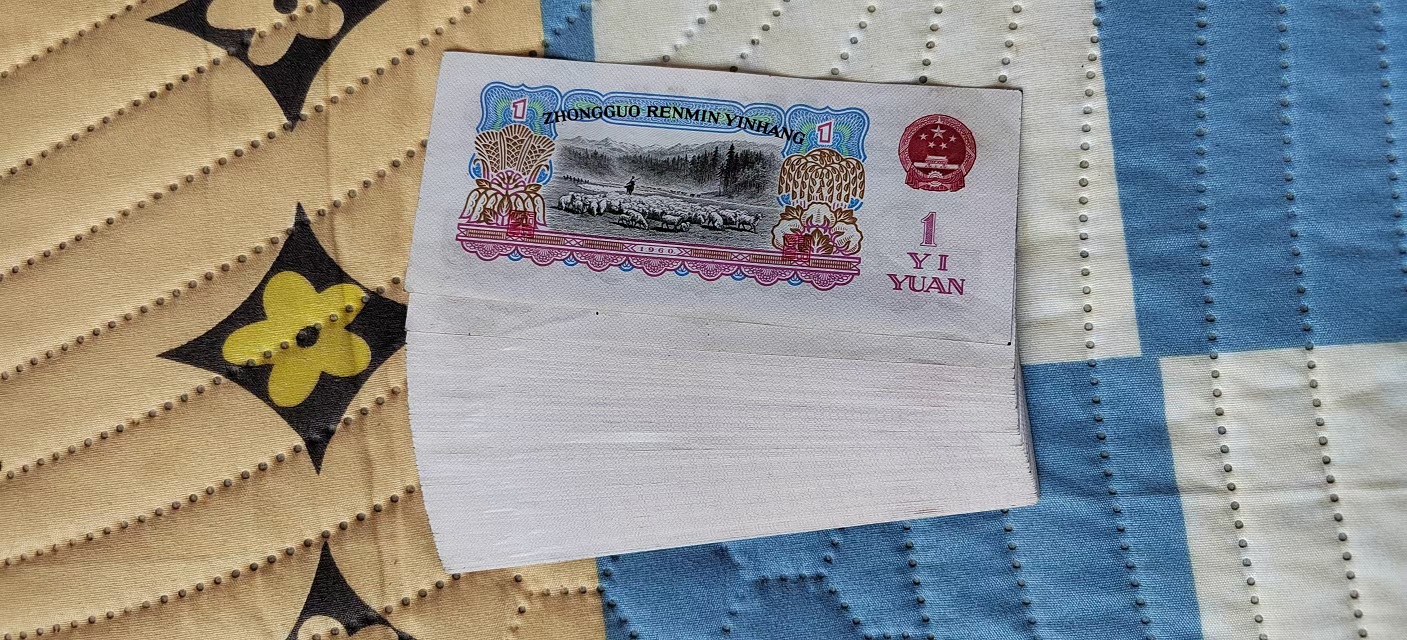 1 ZHONGGUO RENMIN YINHANG 1
1960
1
YI
YUAN